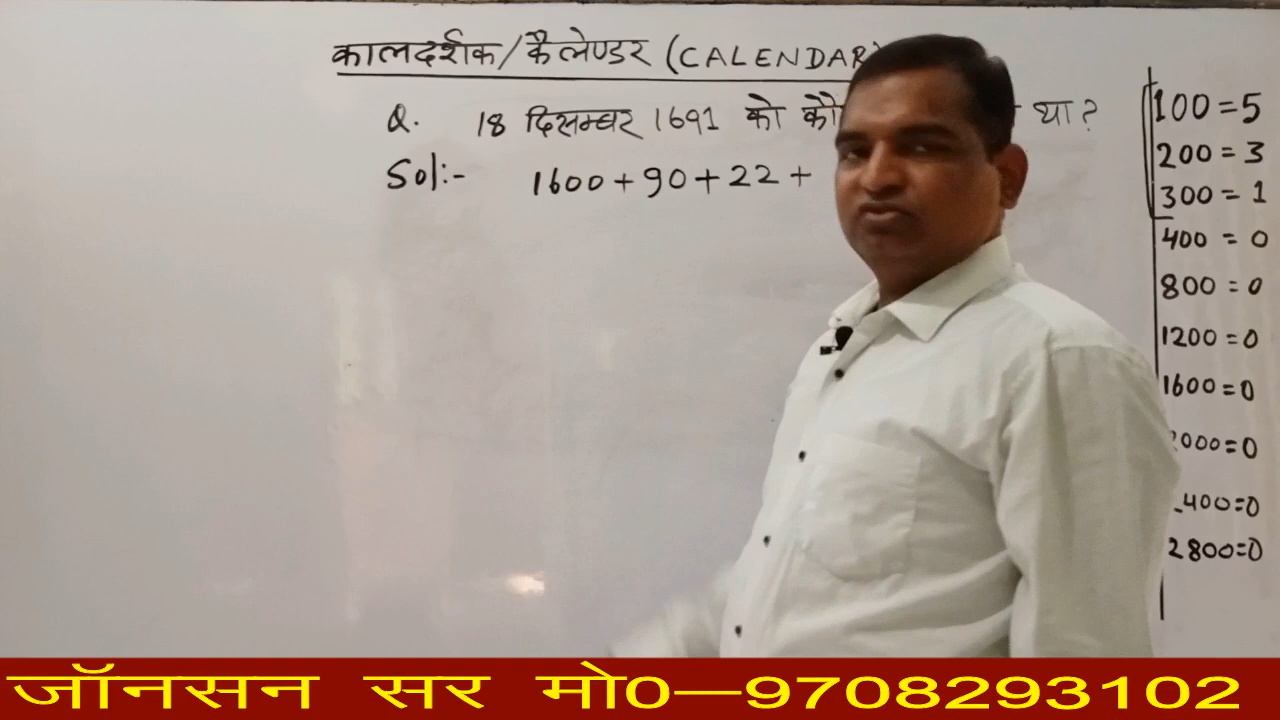 कालदर्शक/कैलेण्डर (CALENDAR)
Q. 18 दिसम्बर 1691 को था?
Sol:- 1600+90+22+
100=5
200=3
300=1
400=0
800=0
1200=0
1600=0
000=0
400=0
2800=0
जॉनसन सर मो0—9708293102